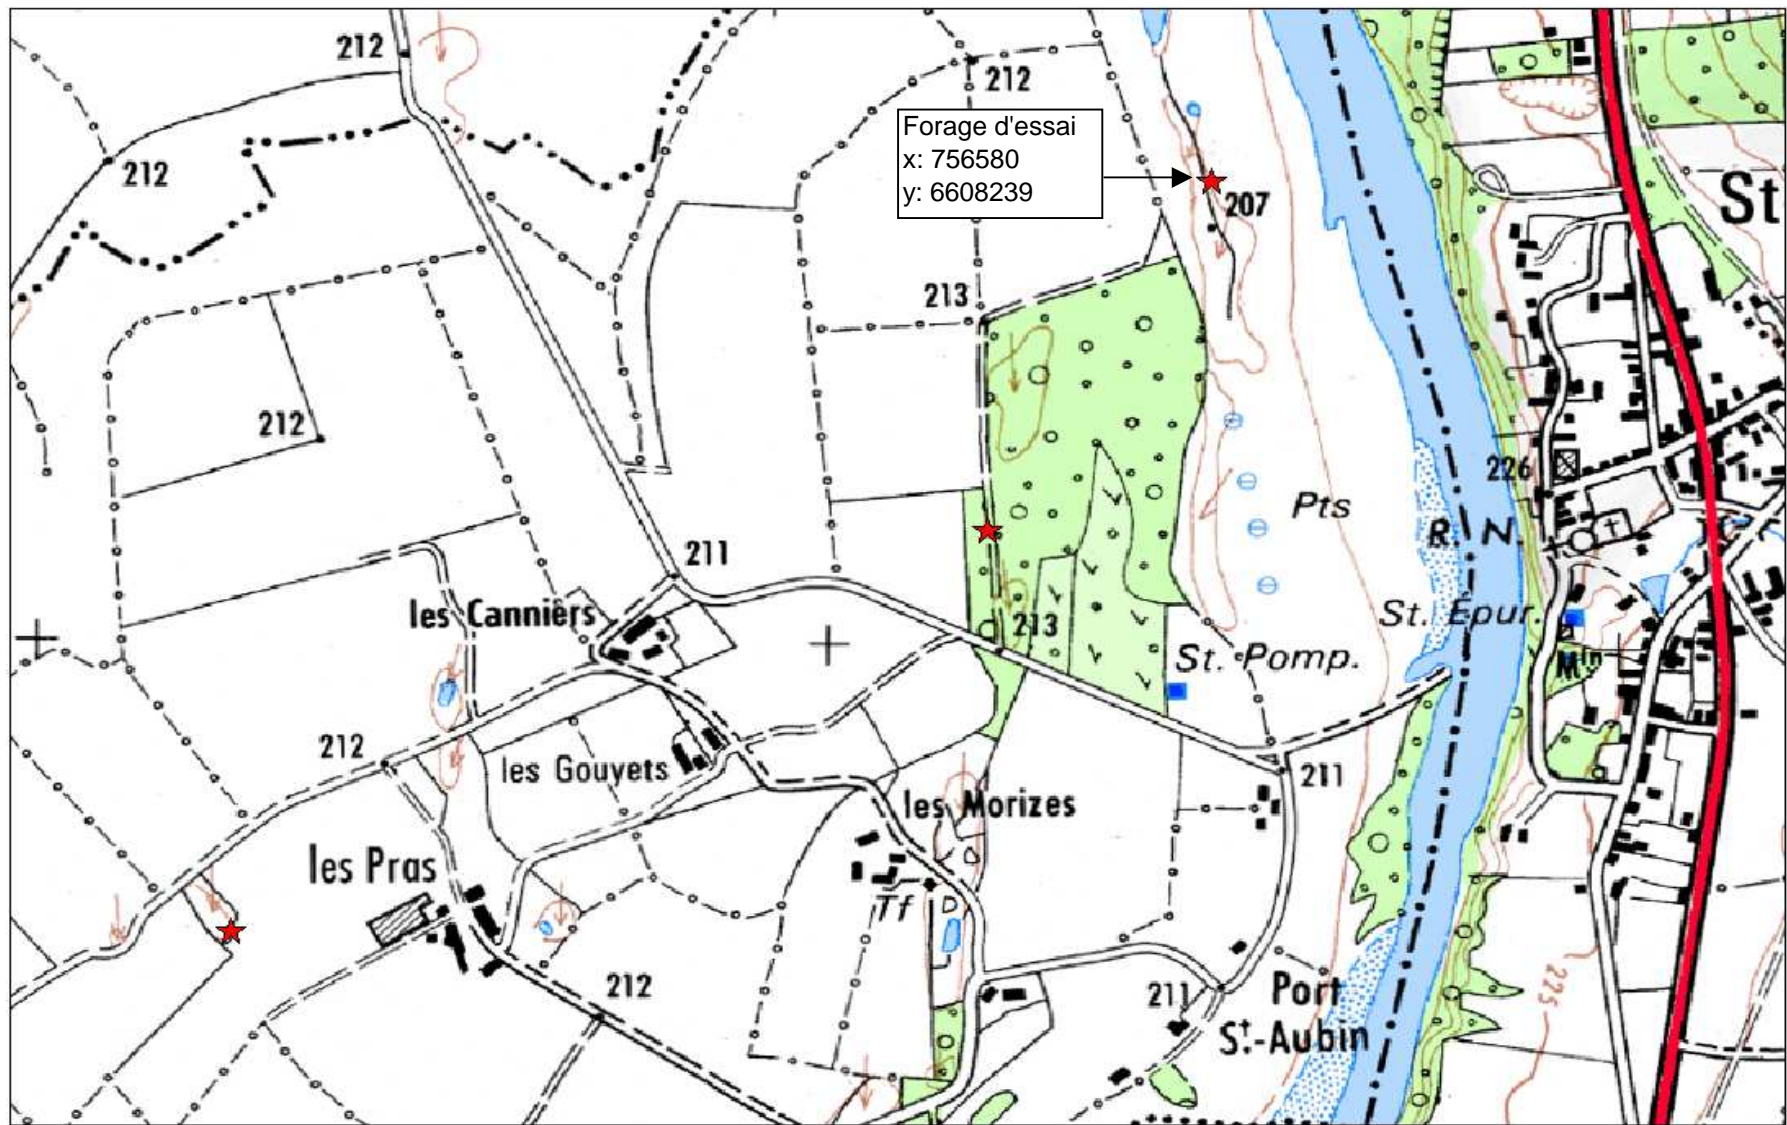 212
212
Forage d'essai
x: 756580
y: 6608239
212
207
St
213
212
226
Pts
R. N.
211
les Canniers
213
St. Epur.
St. Pomp.
Min
212
les Gouyets
211
les Morizes
les Pras
Tf
212
211
Port
St.-Aubin
225